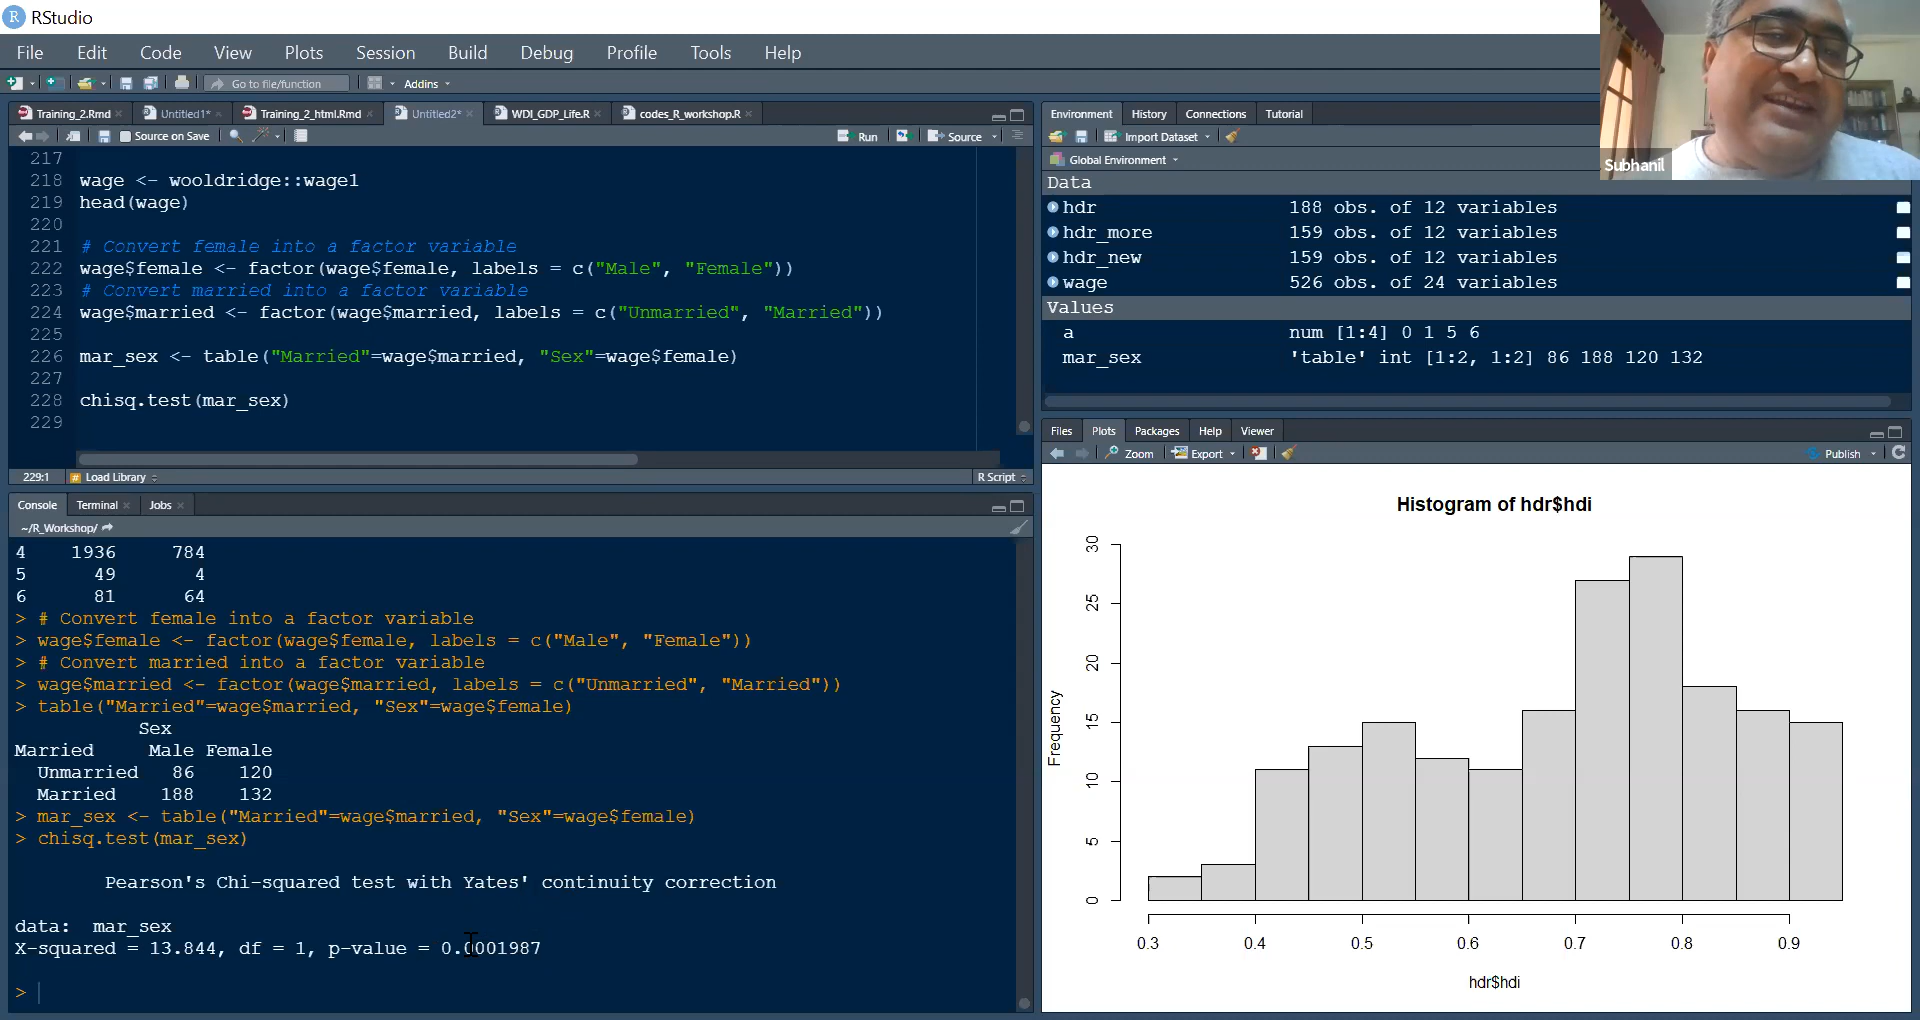 RStudio
File Edit Code View Plots Session Build Debug Profile Tools Help
Go to file/function Addins
Training_2.Rmd Untitled1* Training_2_html.Rmd Untitled2* WDI_GDP_Life.R codes_R_workshop.R
Source on Save Run Source
217
218 wage <- wooldridge::wage1
219 head(wage)
220
221 # Convert female into a factor variable
222 wage$female <- factor(wage$female, labels = c("Male", "Female"))
223 # Convert married into a factor variable
224 wage$married <- factor(wage$married, labels = c("Unmarried", "Married"))
225
226 mar_sex <- table("Married"=wage$married, "Sex"=wage$female)
227
228 chisq.test(mar_sex)
229
229:1 # Load Library R Script
Console Terminal Jobs
~/R_Workshop/
4 1936 784
5 49 4
6 81 64
> # Convert female into a factor variable
> wage$female <- factor(wage$female, labels = c("Male", "Female"))
> # Convert married into a factor variable
> wage$married <- factor(wage$married, labels = c("Unmarried", "Married"))
> table("Married"=wage$married, "Sex"=wage$female)
Sex
Married Male Female
Unmarried 86 120
Married 188 132
> mar_sex <- table("Married"=wage$married, "Sex"=wage$female)
> chisq.test(mar_sex)
Pearson's Chi-squared test with Yates' continuity correction
data: mar_sex
X-squared = 13.844, df = 1, p-value = 0.0001987
>
Environment History Connections Tutorial
Import Dataset
Global Environment
Data
hdr 188 obs. of 12 variables
hdr_more 159 obs. of 12 variables
hdr_new 159 obs. of 12 variables
wage 526 obs. of 24 variables
Values
a num [1:4] 0 1 5 6
mar_sex 'table' int [1:2, 1:2] 86 188 120 132
Subhanil
Files Plots Packages Help Viewer
Zoom Export Publish
Histogram of hdr$hdi
Frequency
30
25
20
15
10
5
0
0.3 0.4 0.5 0.6 0.7 0.8 0.9
hdr$hdi